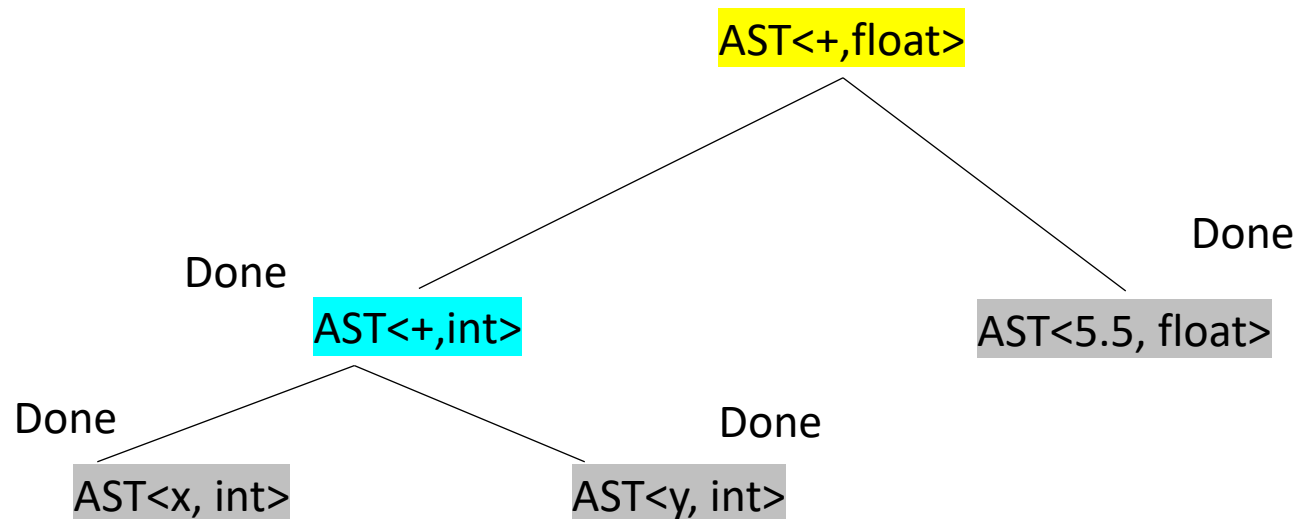 AST<+,float>
Done
Done
AST<+,int>
AST<5.5, float>
Done
Done
AST<x, int>
AST<y, int>